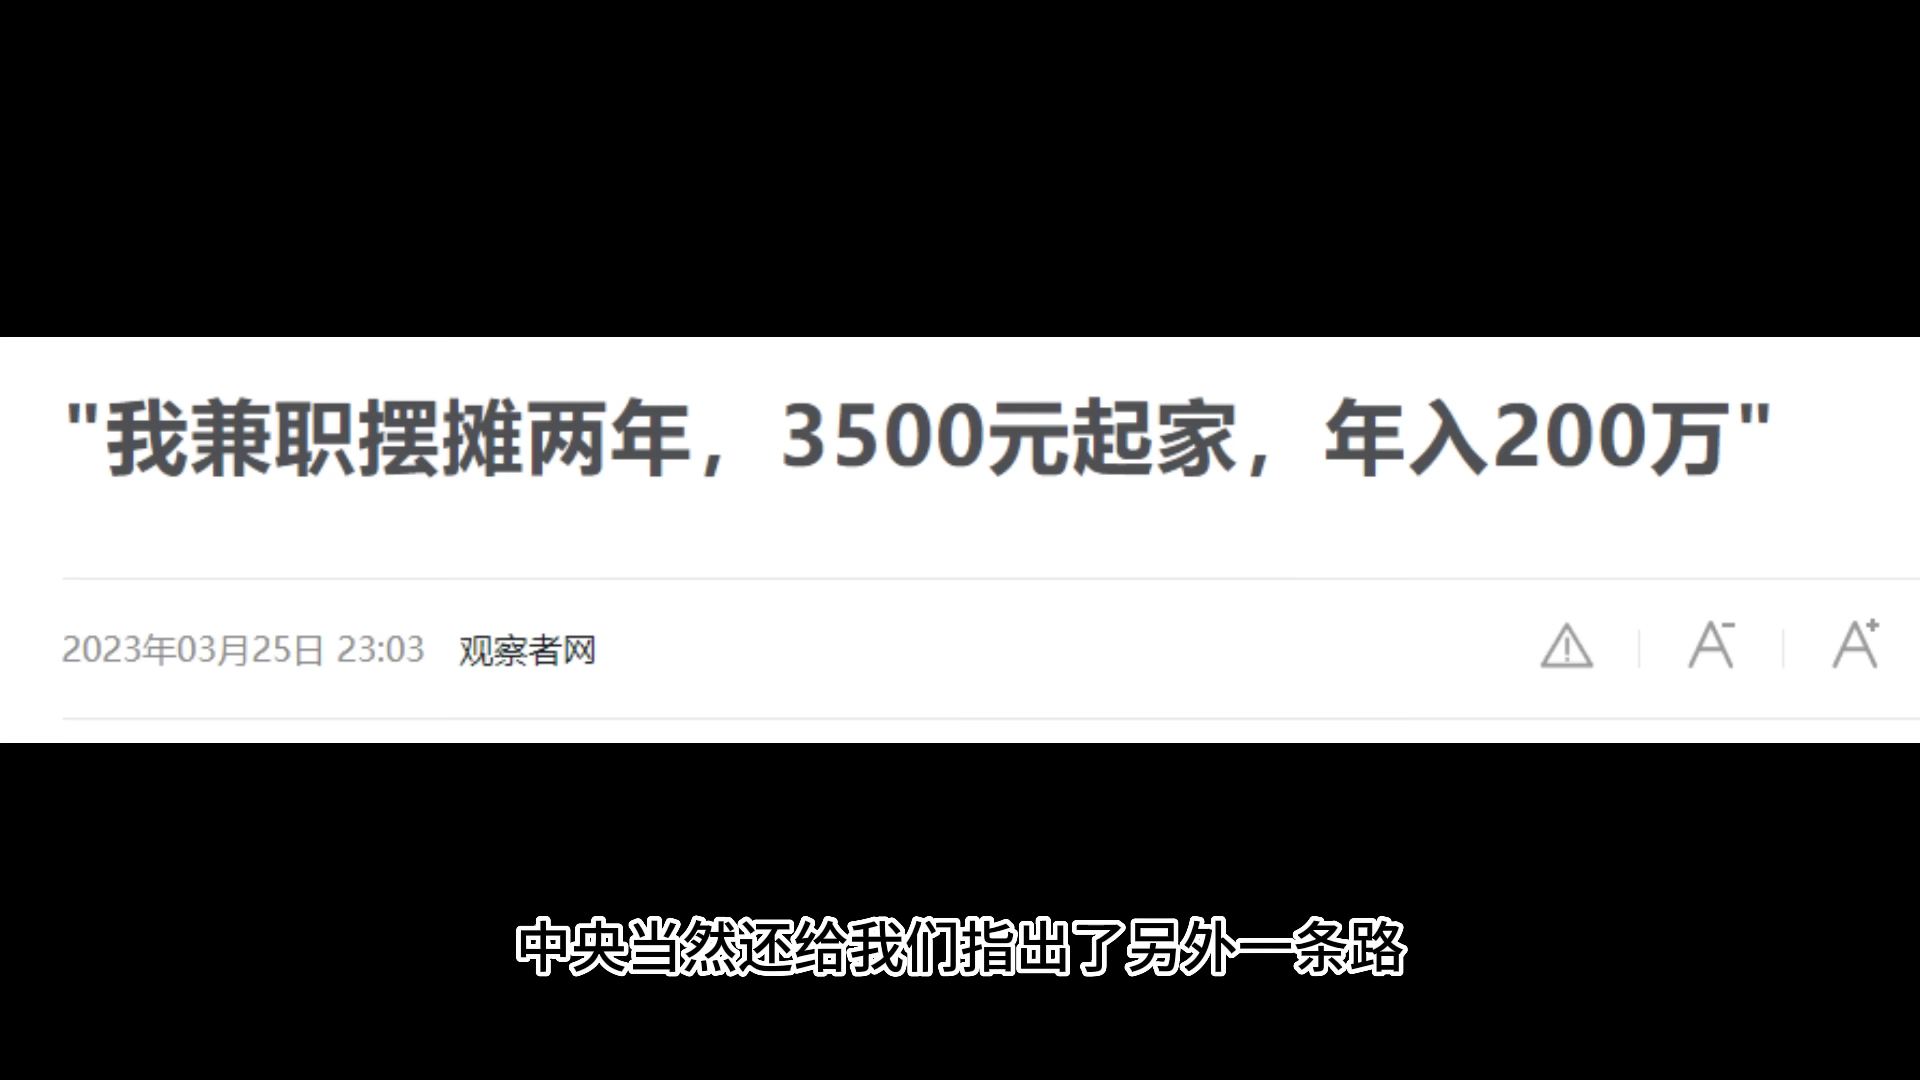 "我兼职摆摊两年，3500元起家，年入200万"
2023年03月25日 23:03 观察者网
A- A+
中央当然还给我们指出了另外一条路